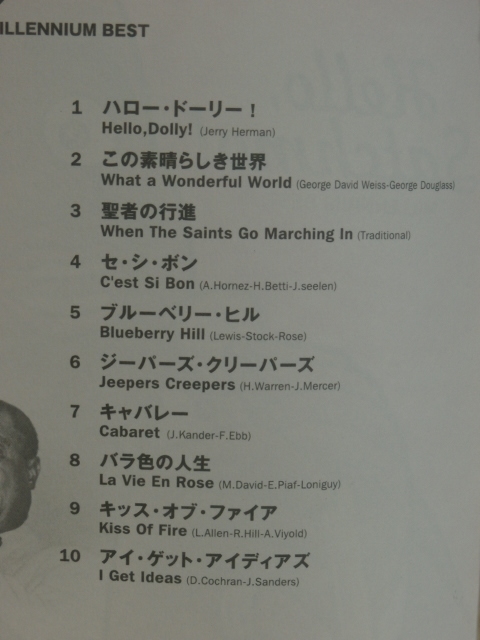 ILLENNIUM BEST
1 ハロー・ドーリー！
Hello,Dolly! (Jerry Herman)
2 この素晴らしき世界
What a Wonderful World (George David Weiss-George Douglass)
3 聖者の行進
When The Saints Go Marching In (Traditional)
4 セ・シ・ボン
C'est Si Bon (A.Hornez-H.Betti-J.seelen)
5 ブルーベリー・ヒル
Blueberry Hill (Lewis-Stock-Rose)
6 ジーパーズ・クリーパーズ
Jeepers Creepers (H.Warren-J.Mercer)
7 キャバレー
Cabaret (J.Kander-F.Ebb)
8 バラ色の人生
La Vie En Rose (M.David-E.Piaf-Loniguy)
9 キッス・オブ・ファイア
Kiss Of Fire (L.Allen-R.Hill-A.Viyold)
10 アイ・ゲット・アイディアズ
I Get Ideas (D.Cochran-J.Sanders)